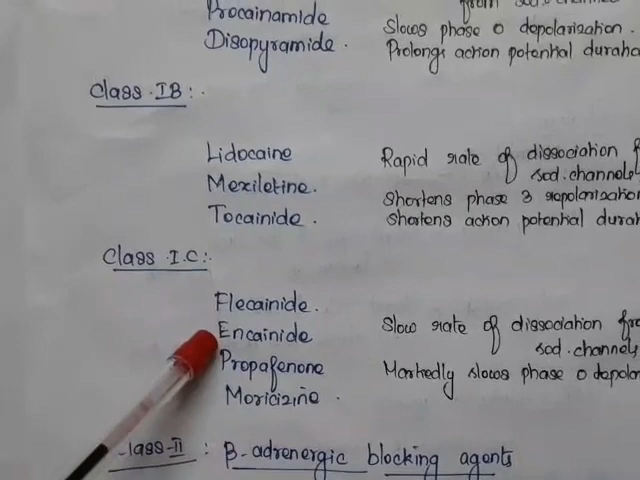 Procainamide from
Disopyramide. Slows phase 0 depolarization.
Prolongs action potential
Class IB:.
Lidocaine Rapid rate of dissociation
Mexiletine. sod.channels
Tocainide. Shortens phase 3 repolarization
Shortens action potential
Class I.C:.
Flecainide.
Encainide Slow rate of dissociation
Propafenone sod.channels
Moricizine. Markedly slows phase 0
lass-II : β-adrenergic blocking agents